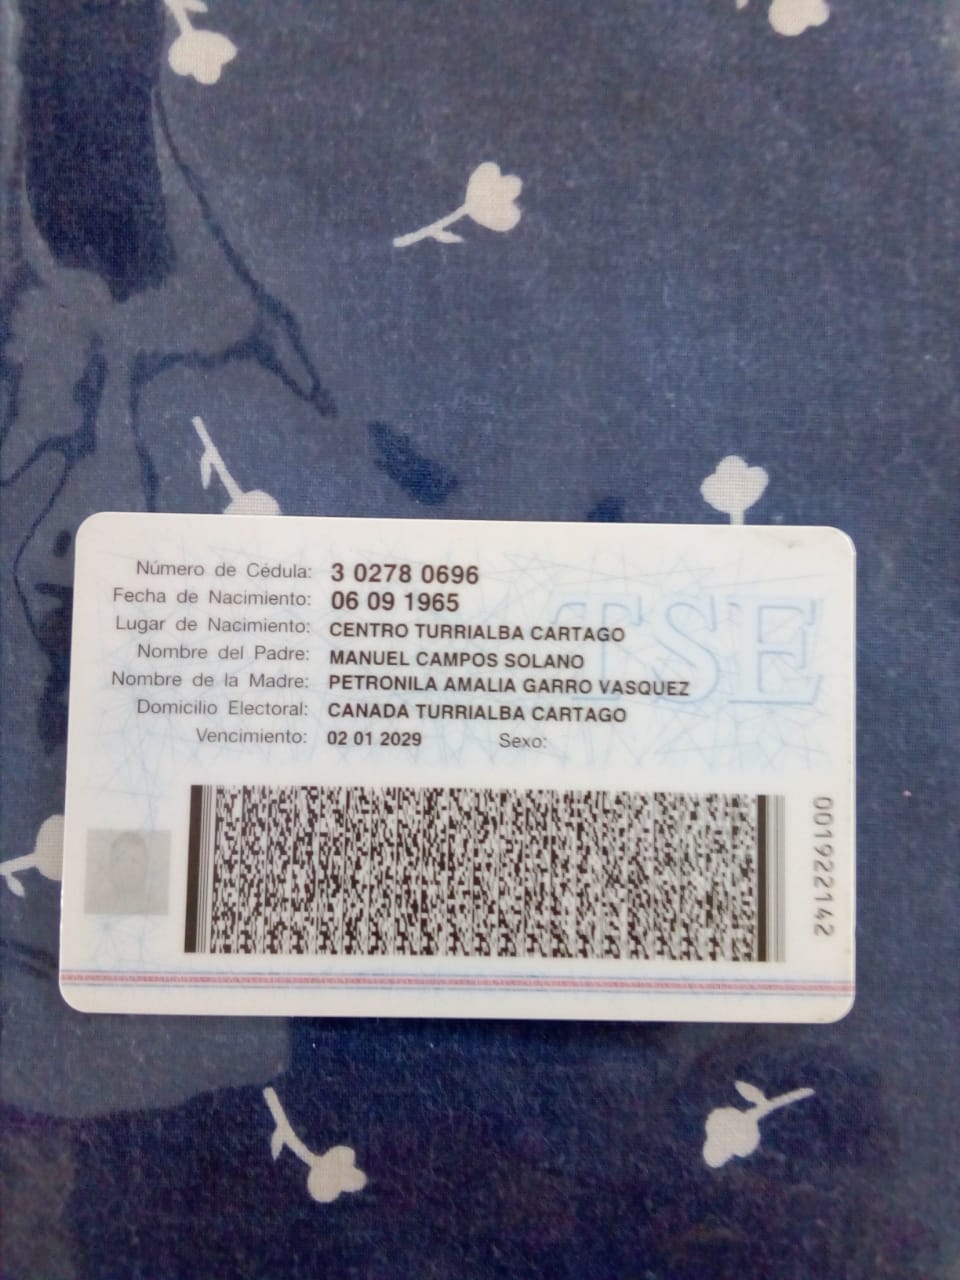 Número de Cédula: 3 0278 0696
Fecha de Nacimiento: 06 09 1965
Lugar de Nacimiento: CENTRO TURRIALBA CARTAGO
Nombre del Padre: MANUEL CAMPOS SOLANO
Nombre de la Madre: PETRONILA AMALIA GARRO VASQUEZ
Domicilio Electoral: CANADA TURRIALBA CARTAGO
Vencimiento: 02 01 2029 Sexo:
TSE
001922142